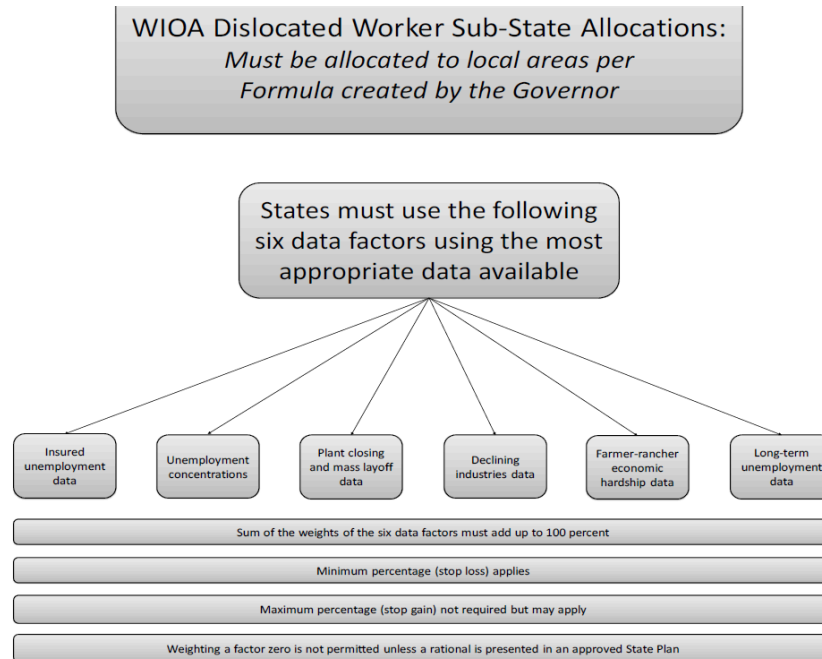 WIOA Dislocated Worker Sub-State Allocations:
Must be allocated to local areas per
Formula created by the Governor
States must use the following
six data factors using the most
appropriate data available
Insured
unemployment
data
Unemployment
concentrations
Plant closing
and mass layoff
data
Declining
industries data
Farmer-rancher
economic
hardship data
Long-term
unemployment
data
Sum of the weights of the six data factors must add up to 100 percent
Minimum percentage (stop loss) applies
Maximum percentage (stop gain) not required but may apply
Weighting a factor zero is not permitted unless a rational is presented in an approved State Plan